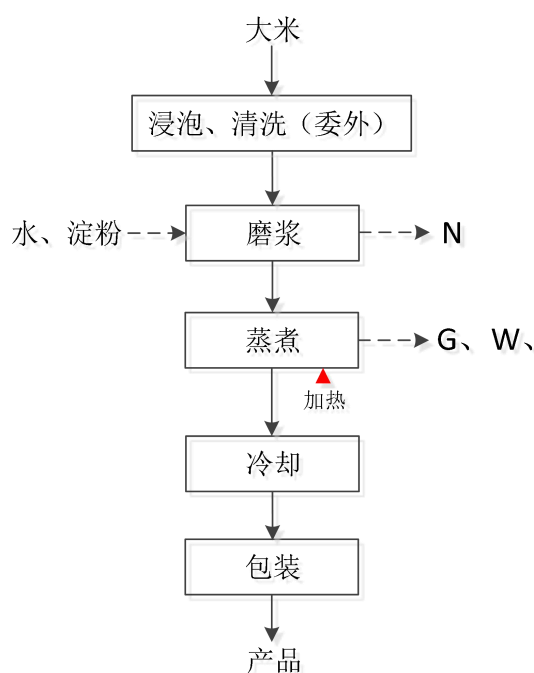 大米
浸泡、清洗（委外）
水、淀粉
磨浆
N
蒸煮
G、W、
加热
冷却
包装
产品